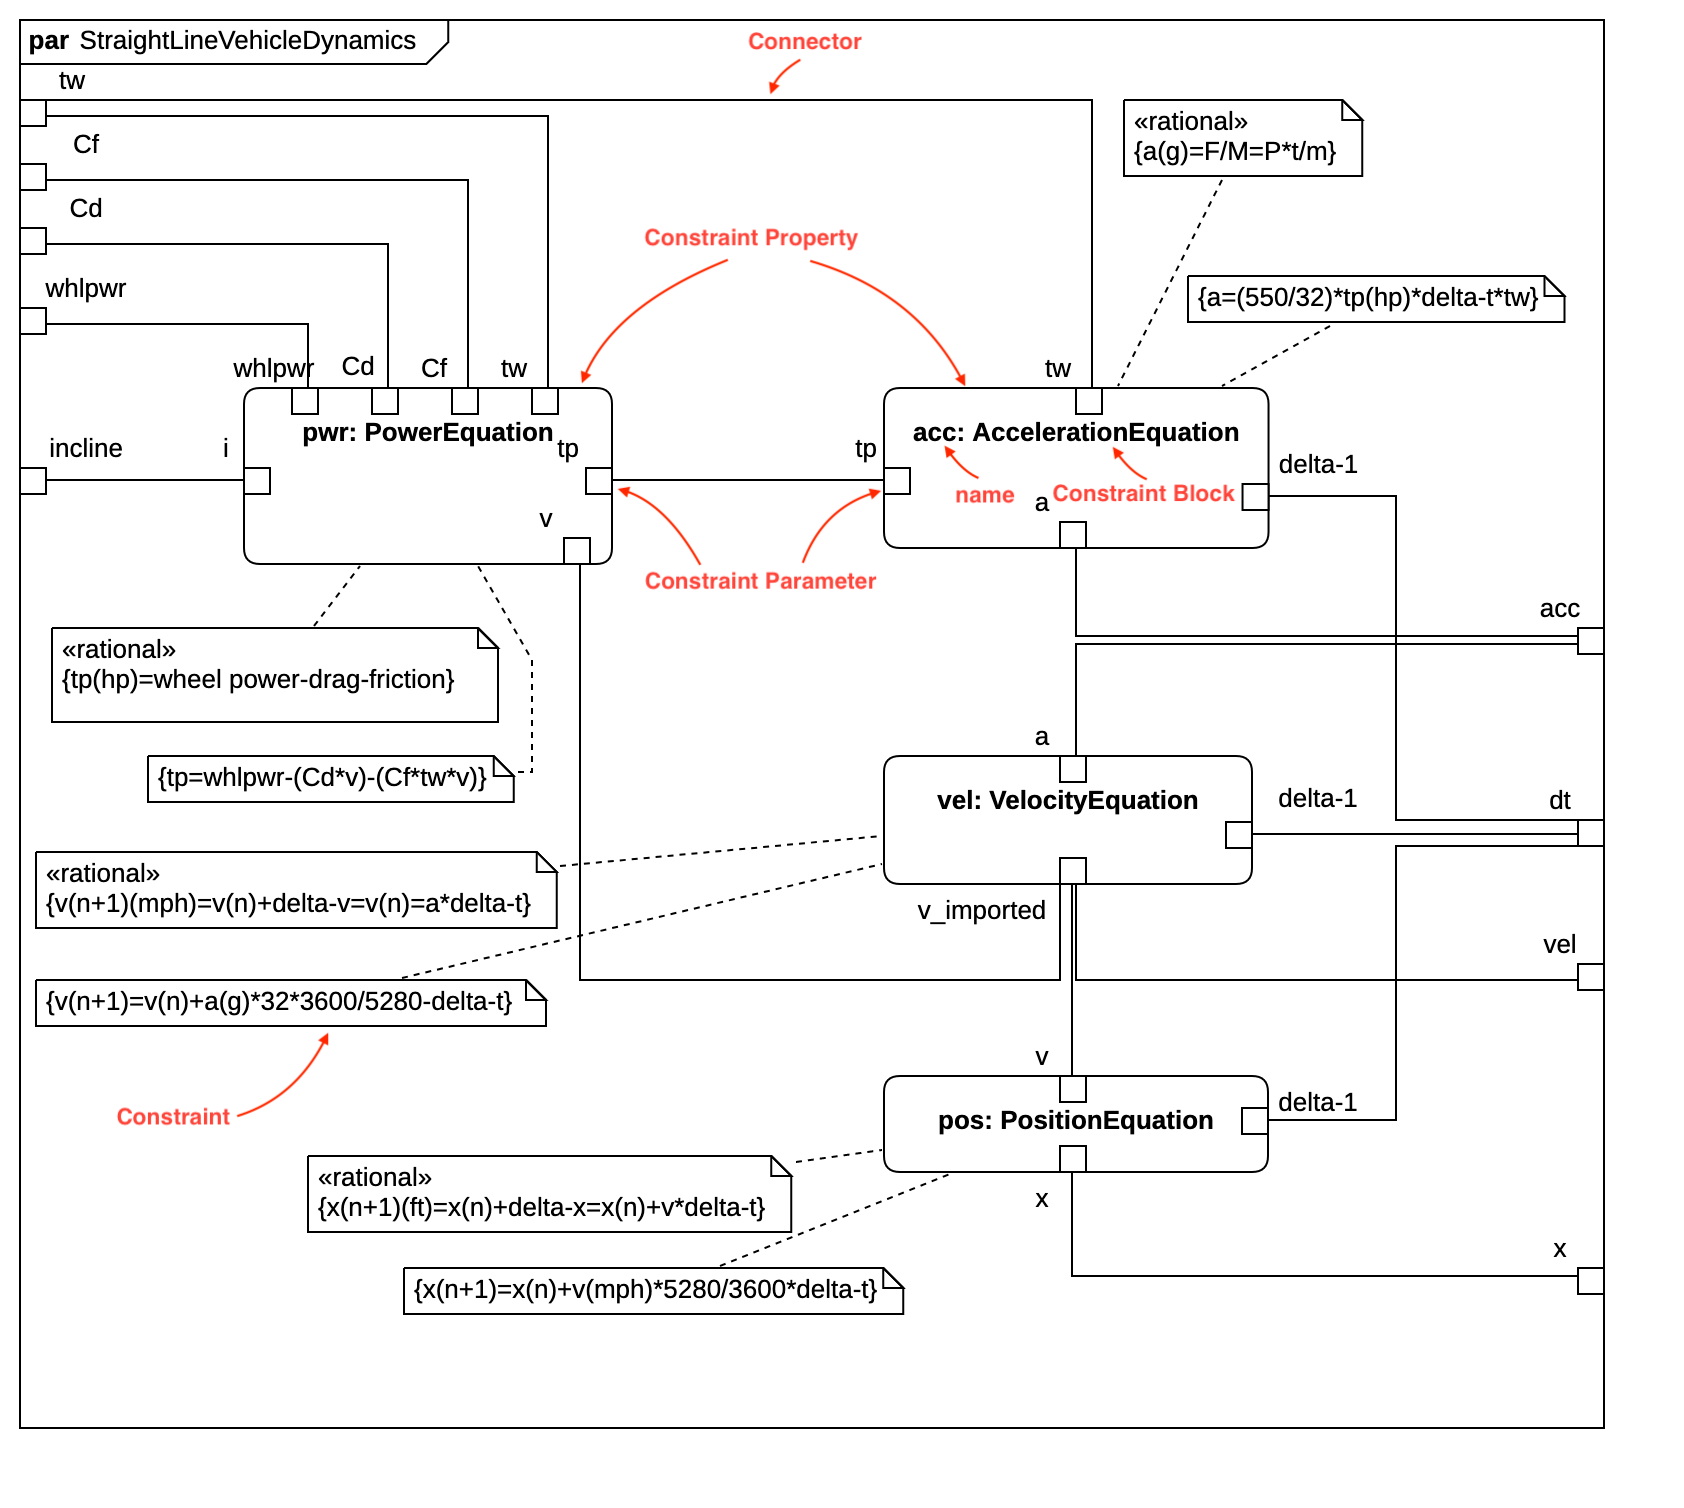 par StraightLineVehicleDynamics
Connector
tw
Cf
Cd
whlpwr
«rational»
{a(g)=F/M=P*t/m}
Constraint Property
{a=(550/32)*tp(hp)*delta-t*tw}
whlpwr
Cd
Cf
tw
tw
pwr: PowerEquation
acc: AccelerationEquation
incline
i
tp
tp
delta-1
name
Constraint Block
a
v
Constraint Parameter
acc
«rational»
{tp(hp)=wheel power-drag-friction}
a
{tp=whlpwr-(Cd*v)-(Cf*tw*v)}
vel: VelocityEquation
delta-1
dt
«rational»
{v(n+1)(mph)=v(n)+delta-v=v(n)=a*delta-t}
v_imported
vel
{v(n+1)=v(n)+a(g)*32*3600/5280-delta-t}
v
Constraint
pos: PositionEquation
delta-1
«rational»
{x(n+1)(ft)=x(n)+delta-x=x(n)+v*delta-t}
x
x
{x(n+1)=x(n)+v(mph)*5280/3600*delta-t}